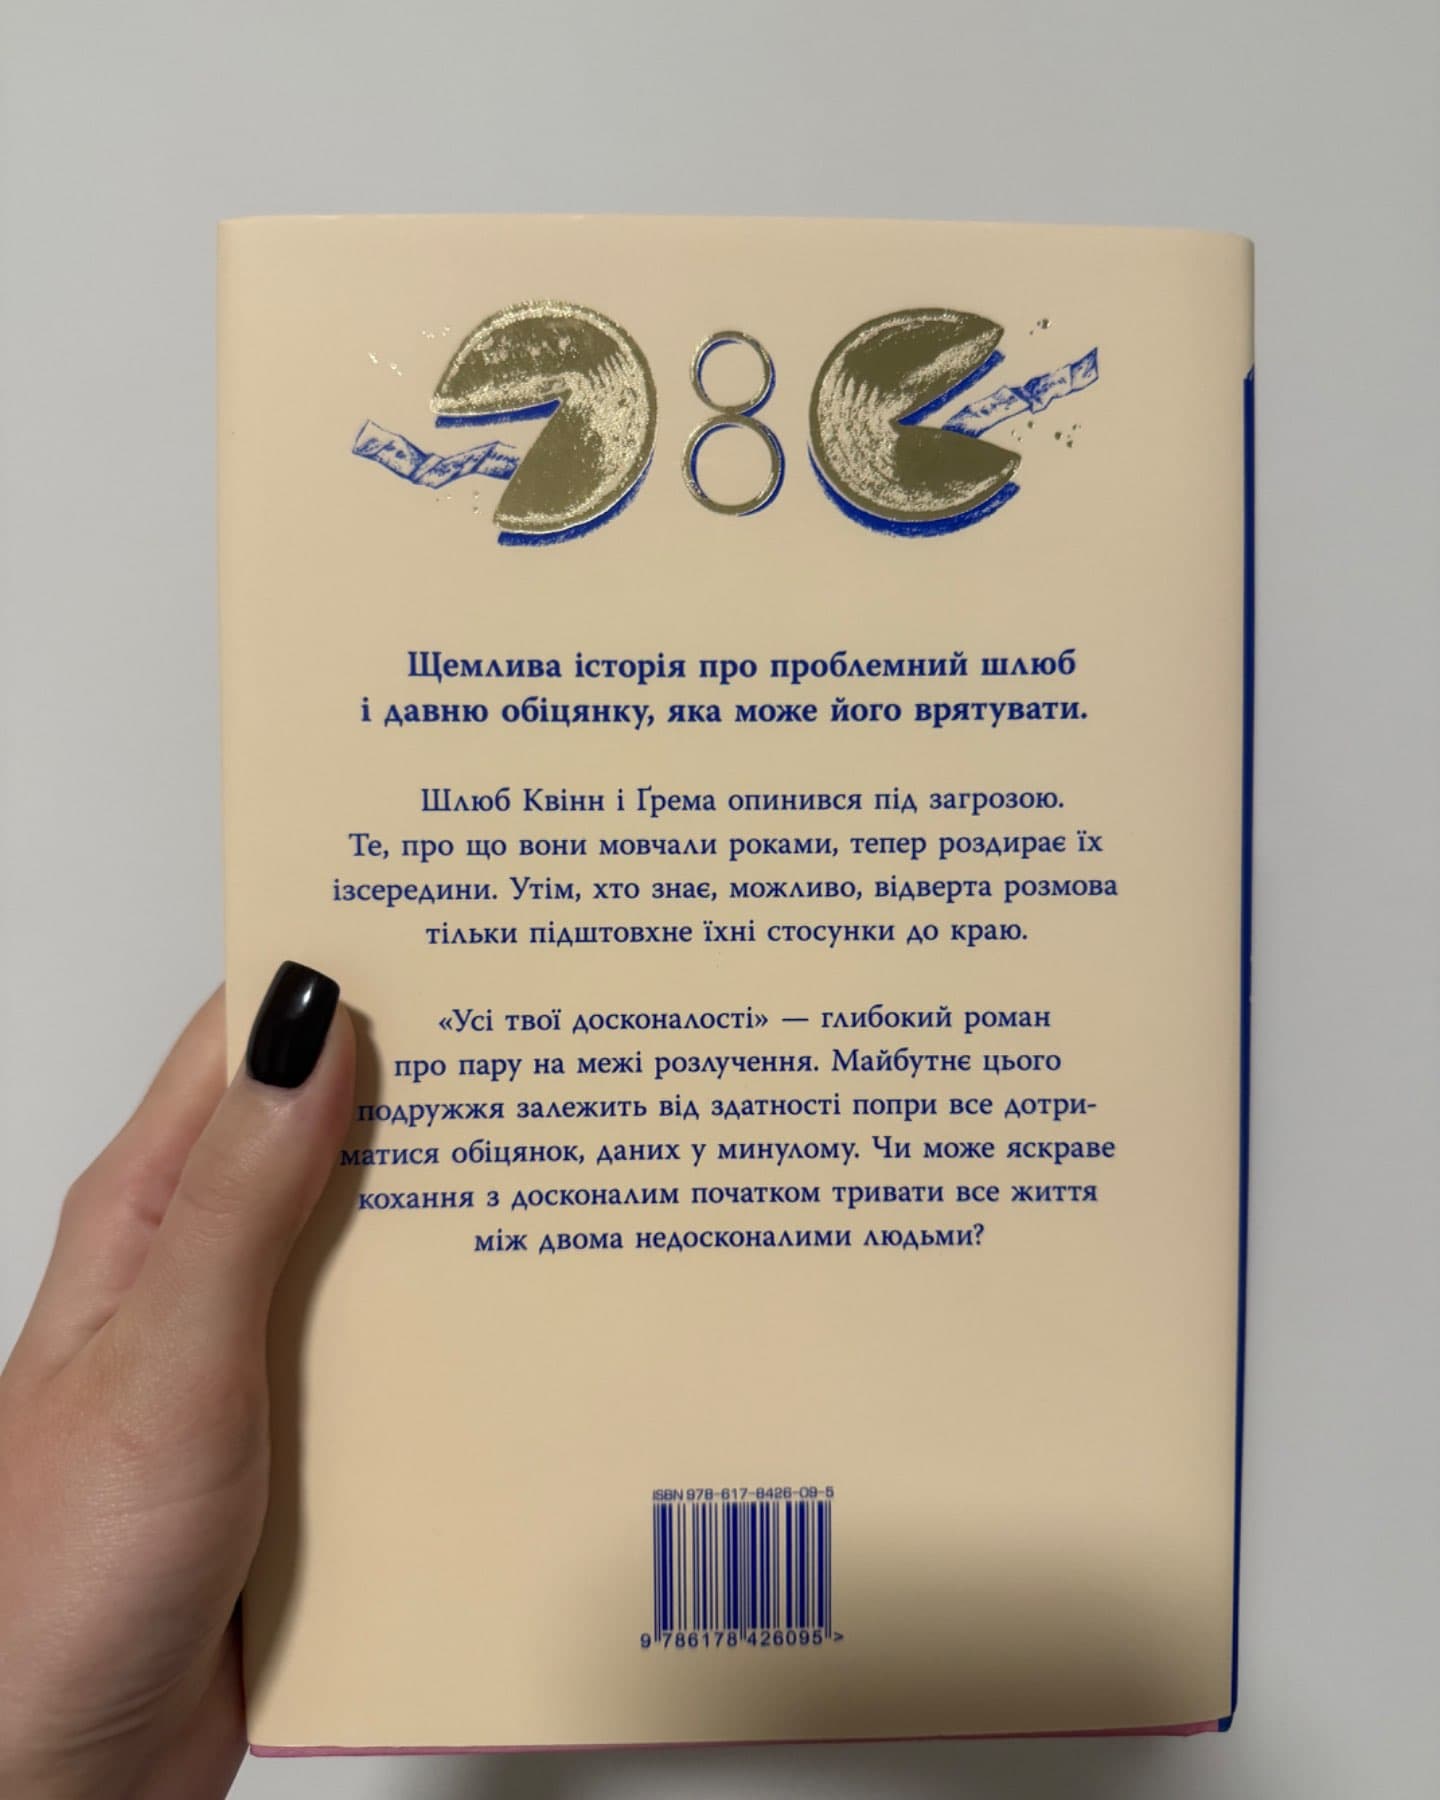 Щемлива історія про проблемний шлюб
і давню обіцянку, яка може його врятувати.
Шлюб Квінн і Ґрема опинився під загрозою.
Те, про що вони мовчали роками, тепер роздирає їх
ізсередини. Утім, хто знає, можливо, відверта розмова
тільки підштовхне їхні стосунки до краю.
«Усі твої досконалості» — глибокий роман
про пару на межі розлучення. Майбутнє цього
подружжя залежить від здатності попри все дотри-
матися обіцянок, даних у минулому. Чи може яскраве
кохання з досконалим початком тривати все життя
між двома недосконалими людьми?
ISBN 978-617-8426-09-5
9 786178 426095 >